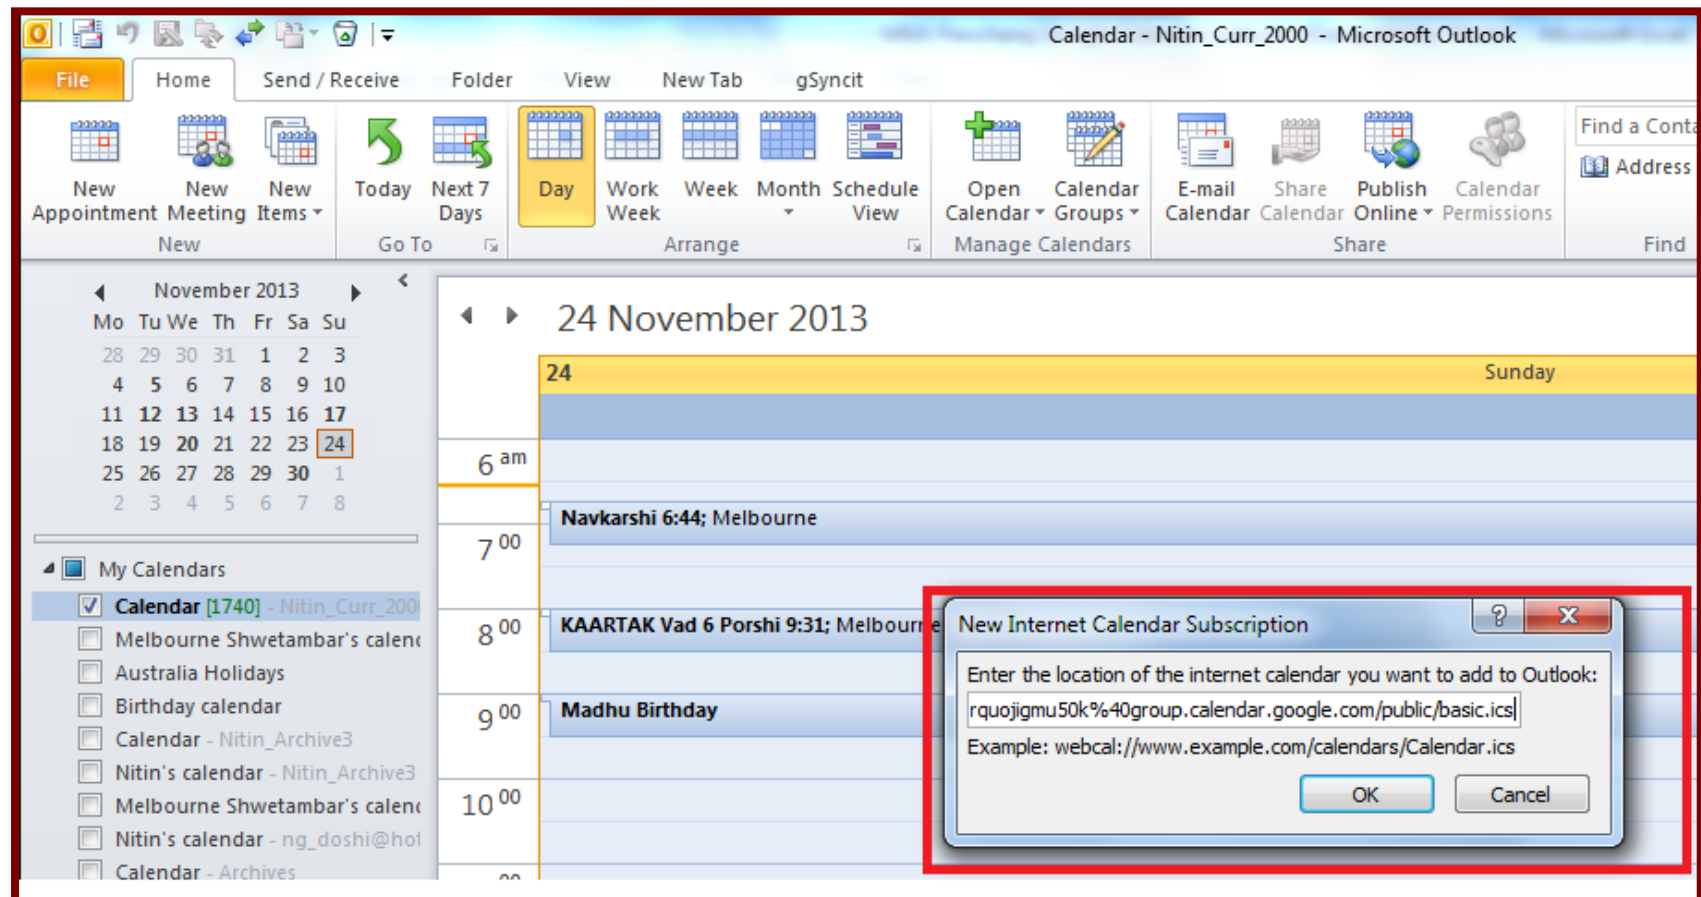 Calendar - Nitin_Curr_2000 - Microsoft Outlook
File Home Send / Receive Folder View New Tab gSyncit
New Appointment
New Meeting
New Items
New
Today
Next 7 Days
Go To
Day
Work Week
Week
Month
Schedule View
Arrange
Open Calendar
Calendar Groups
Manage Calendars
E-mail Calendar
Share Calendar
Publish Online
Calendar Permissions
Share
Find a Conta
Address
Find
November 2013
Mo Tu We Th Fr Sa Su
28 29 30 31 1 2 3
4 5 6 7 8 9 10
11 12 13 14 15 16 17
18 19 20 21 22 23 24
25 26 27 28 29 30 1
2 3 4 5 6 7 8
My Calendars
Calendar [1740] - Nitin_Curr_200
Melbourne Shwetambar's calend
Australia Holidays
Birthday calendar
Calendar - Nitin_Archive3
Nitin's calendar - Nitin_Archive3
Melbourne Shwetambar's calend
Nitin's calendar - ng_doshi@hot
Calendar - Archives
24 November 2013
24 Sunday
6 am
Navkarshi 6:44; Melbourne
7 00
8 00
KAARTAK Vad 6 Porshi 9:31; Melbourne
9 00
Madhu Birthday
10 00
New Internet Calendar Subscription
Enter the location of the internet calendar you want to add to Outlook:
rquojigmu50k%40group.calendar.google.com/public/basic.ics
Example: webcal://www.example.com/calendars/Calendar.ics
OK Cancel